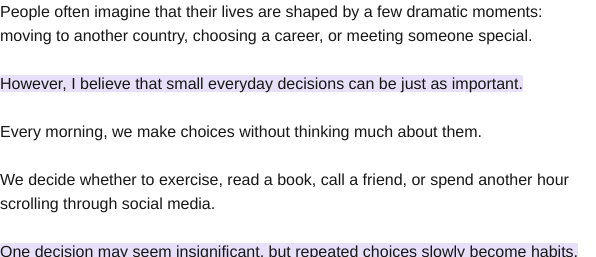 People often imagine that their lives are shaped by a few dramatic moments:
moving to another country, choosing a career, or meeting someone special.
However, I believe that small everyday decisions can be just as important.
Every morning, we make choices without thinking much about them.
We decide whether to exercise, read a book, call a friend, or spend another hour
scrolling through social media.
One decision may seem insignificant, but repeated choices slowly become habits.